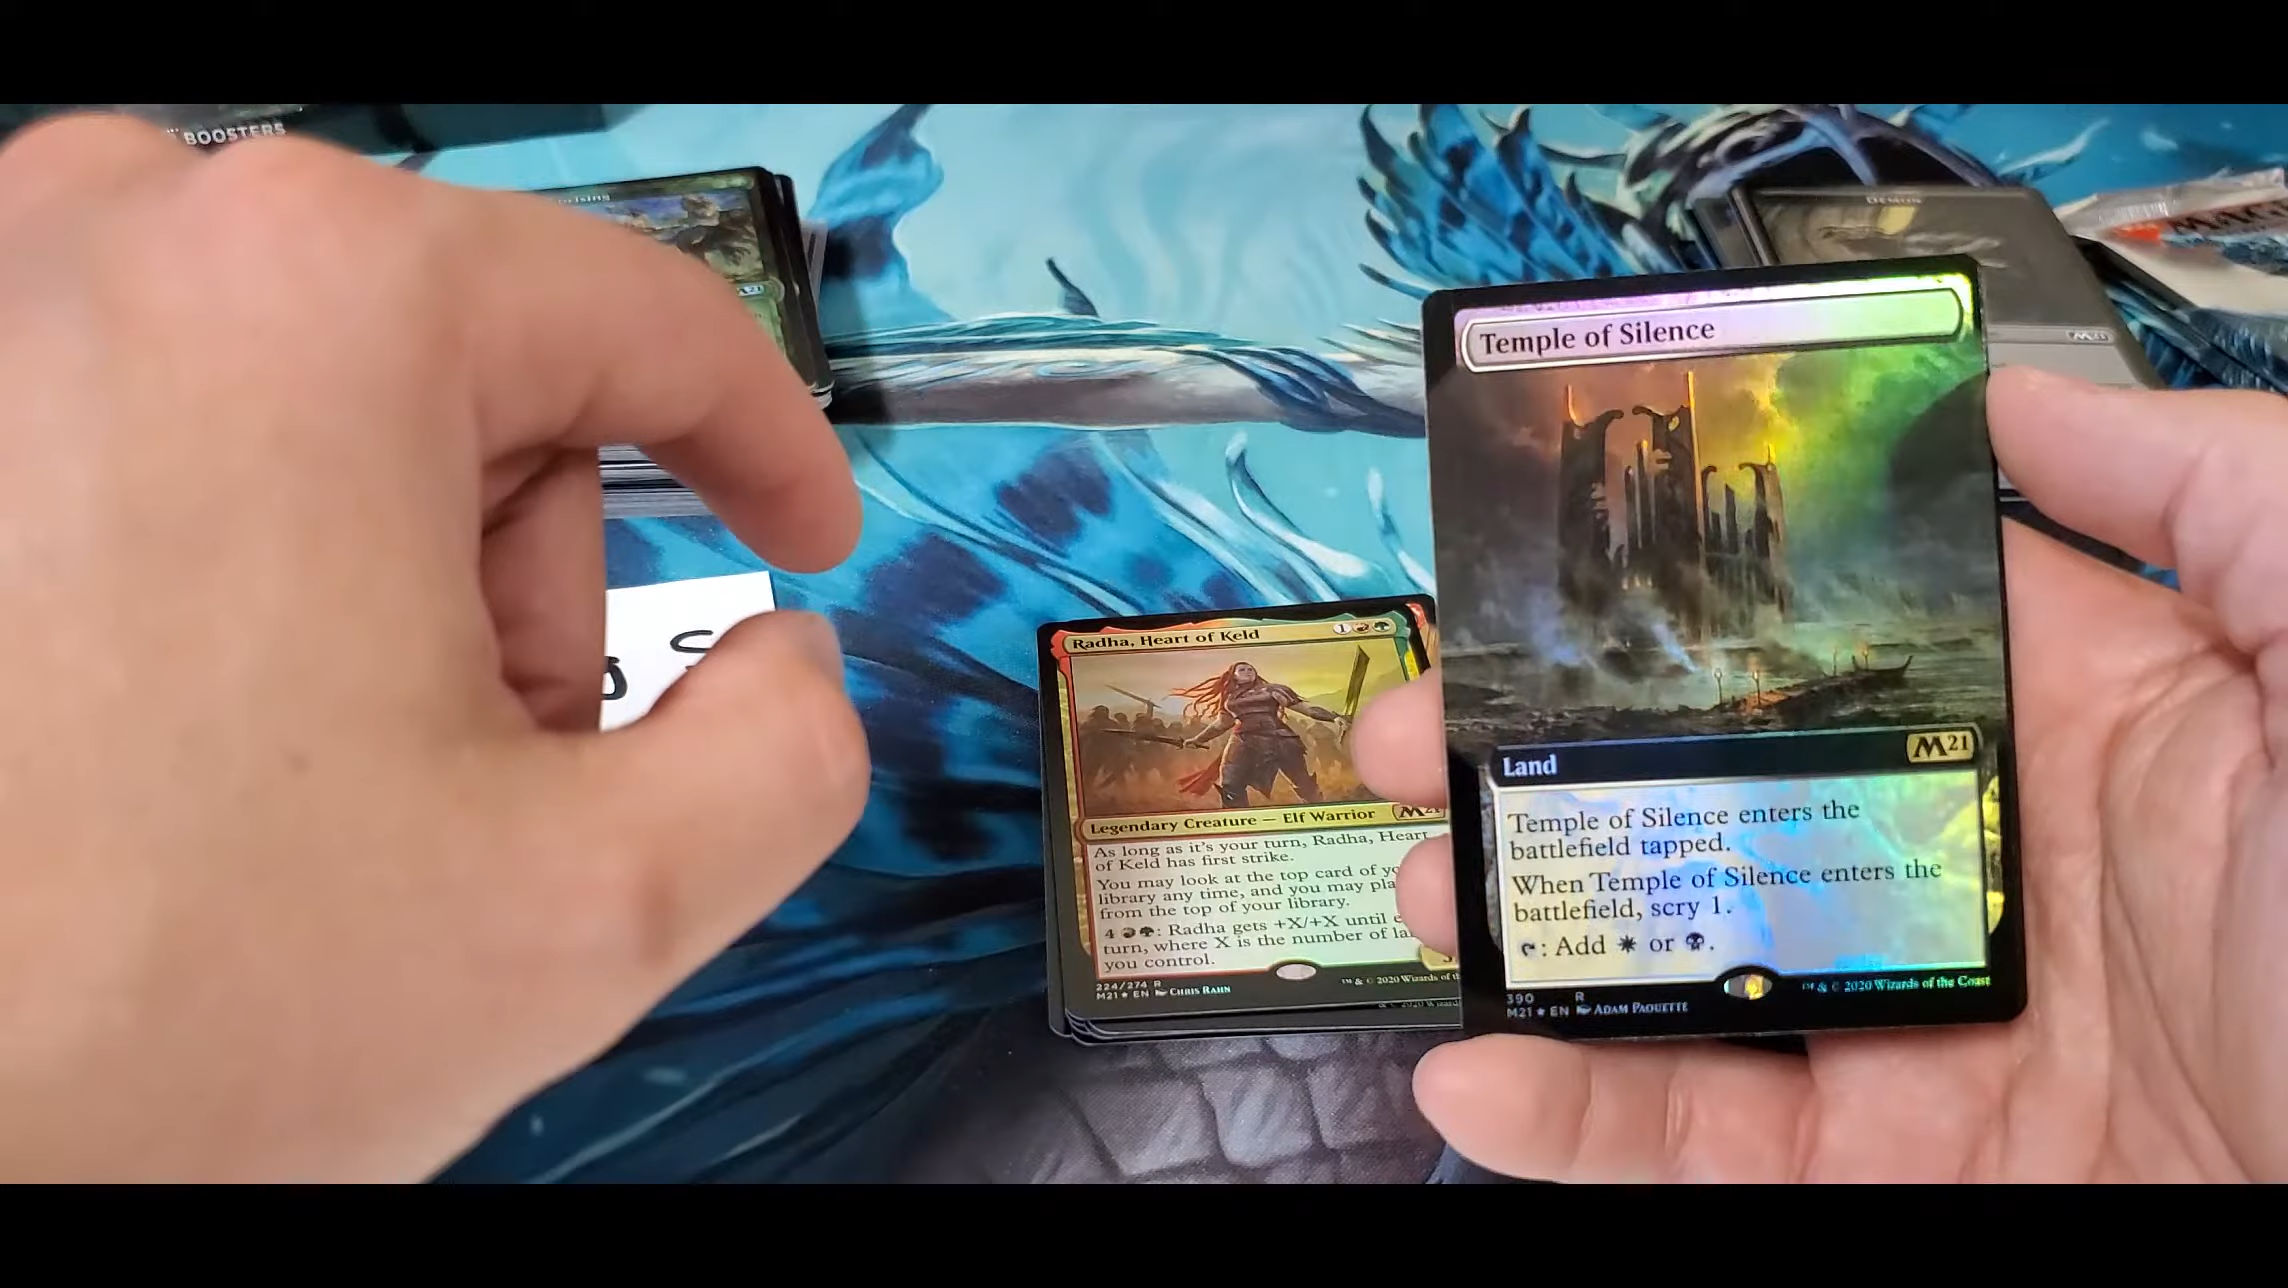 BOOSTERS
rising
DEMON
Temple of Silence
Land
M21
Temple of Silence enters the
battlefield tapped.
When Temple of Silence enters the
battlefield, scry 1.
: Add or .
390 R
M21 ★ EN ADAM PAQUETTE
™ & © 2020 Wizards of the Coast
Radha, Heart of Keld 1
Legendary Creature — Elf Warrior M21
As long as it's your turn, Radha, Heart
of Keld has first strike.
You may look at the top card of yo
library any time, and you may pla
from the top of your library.
4 : Radha gets +X/+X until e
turn, where X is the number of la
you control.
224/274 R
M21 ★ EN CHRIS RAHN
™ & © 2020 Wizards of th
M21